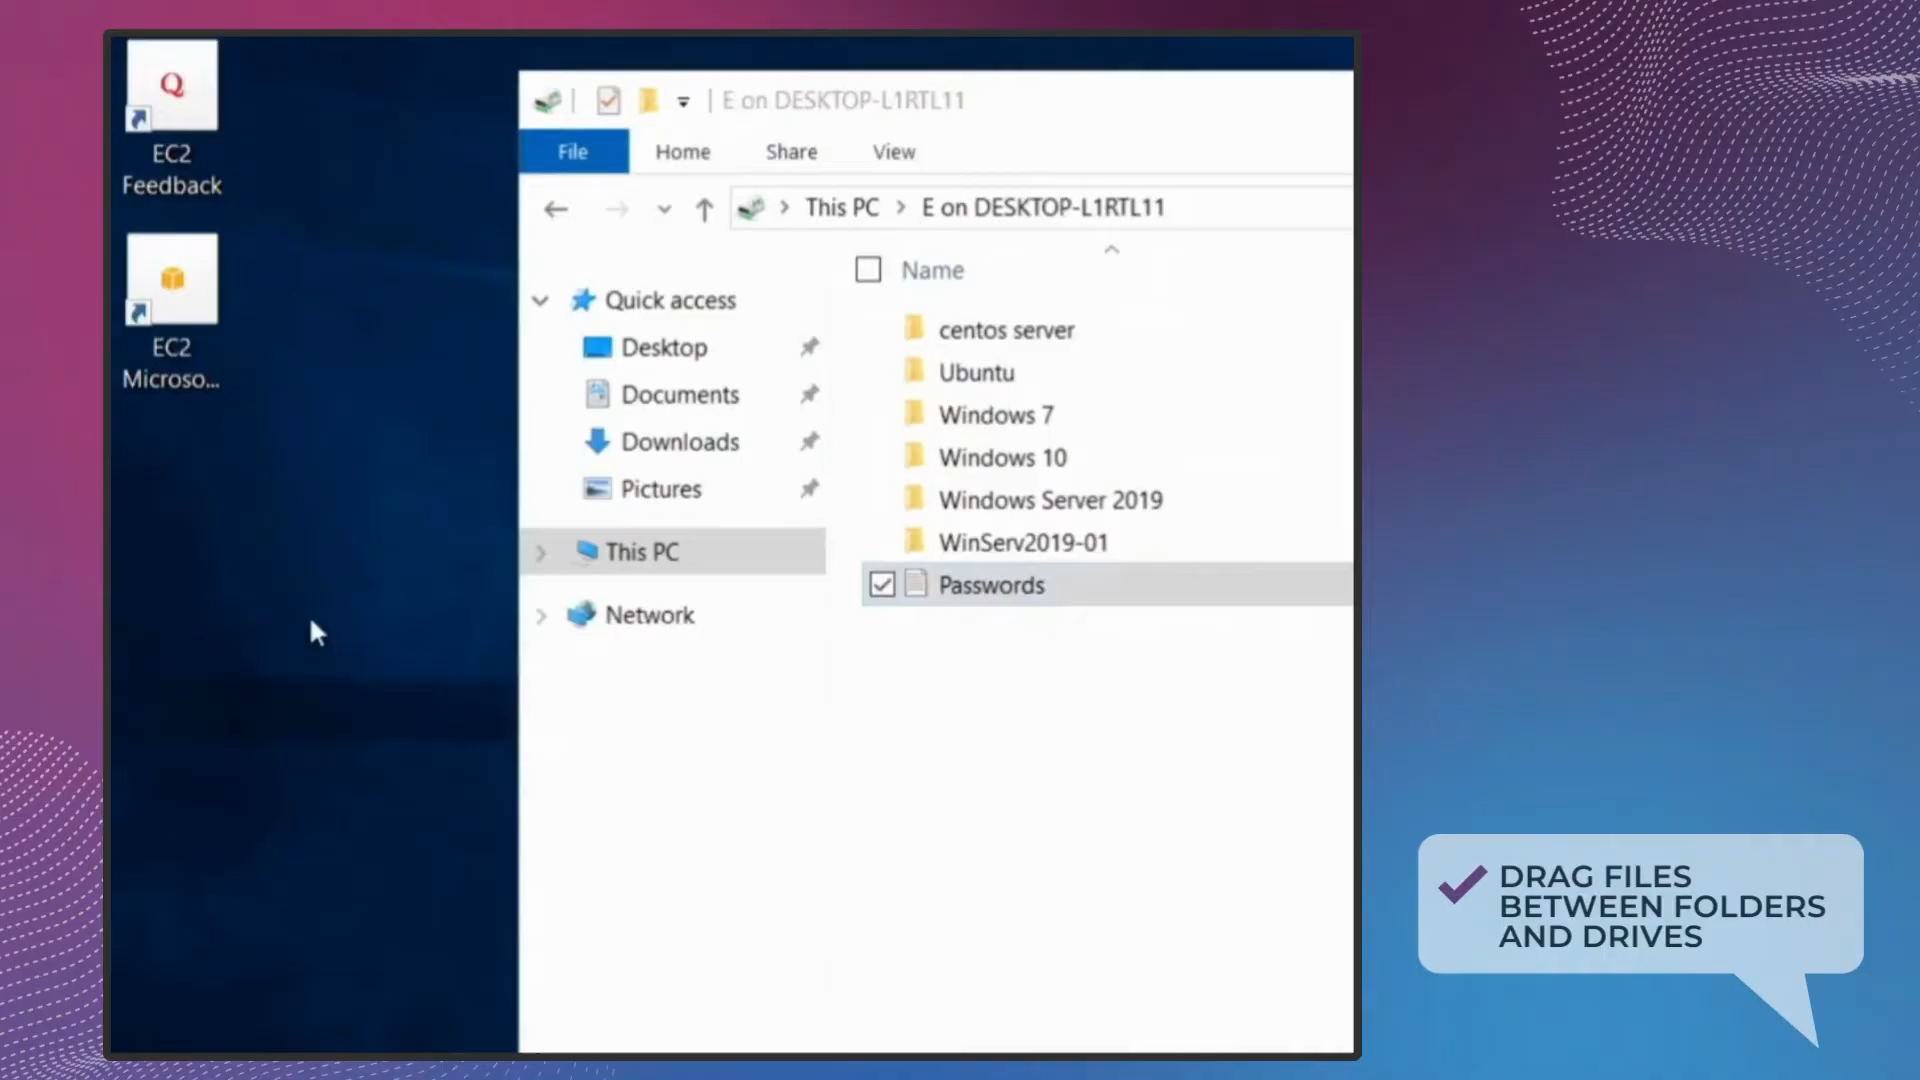 Q
EC2
Feedback
EC2
Microso...
E on DESKTOP-L1RTL11
File
Home
Share
View
This PC
E on DESKTOP-L1RTL11
Name
Quick access
Desktop
Documents
Downloads
Pictures
This PC
Network
centos server
Ubuntu
Windows 7
Windows 10
Windows Server 2019
WinServ2019-01
Passwords
DRAG FILES
BETWEEN FOLDERS
AND DRIVES